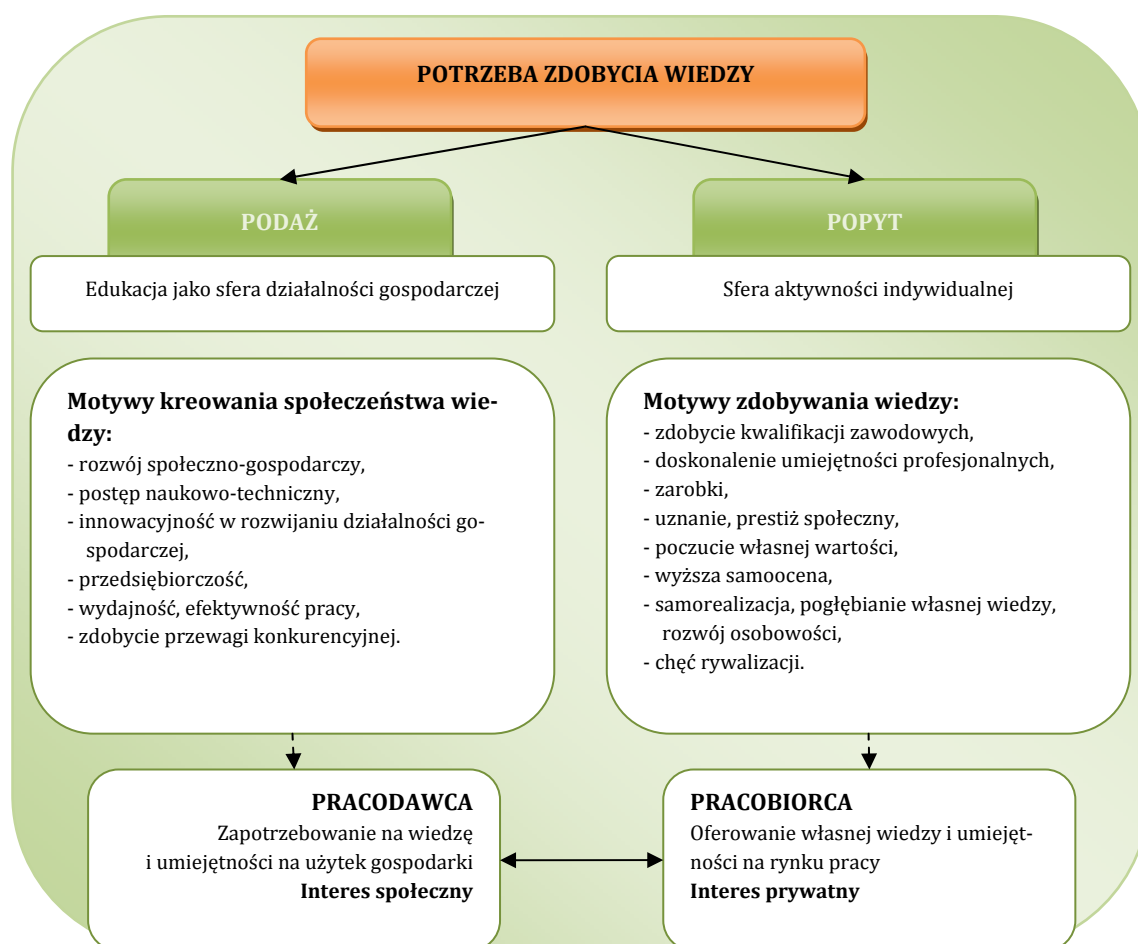 POTRZEBA ZDOBYCIA WIEDZY
PODAŻ
Edukacja jako sfera działalności gospodarczej
Motywy kreowania społeczeństwa wie-
dzy:
- rozwój społeczno-gospodarczy,
- postęp naukowo-techniczny,
- innowacyjność w rozwijaniu działalności go-
spodarczej,
- przedsiębiorczość,
- wydajność, efektywność pracy,
- zdobycie przewagi konkurencyjnej.
PRACODAWCA
Zapotrzebowanie na wiedzę
i umiejętności na użytek gospodarki
Interes społeczny
POPYT
Sfera aktywności indywidualnej
Motywy zdobywania wiedzy:
- zdobycie kwalifikacji zawodowych,
- doskonalenie umiejętności profesjonalnych,
- zarobki,
- uznanie, prestiż społeczny,
- poczucie własnej wartości,
- wyższa samoocena,
- samorealizacja, pogłębianie własnej wiedzy,
rozwój osobowości,
- chęć rywalizacji.
PRACOBIORCA
Oferowanie własnej wiedzy i umiejęt-
ności na rynku pracy
Interes prywatny